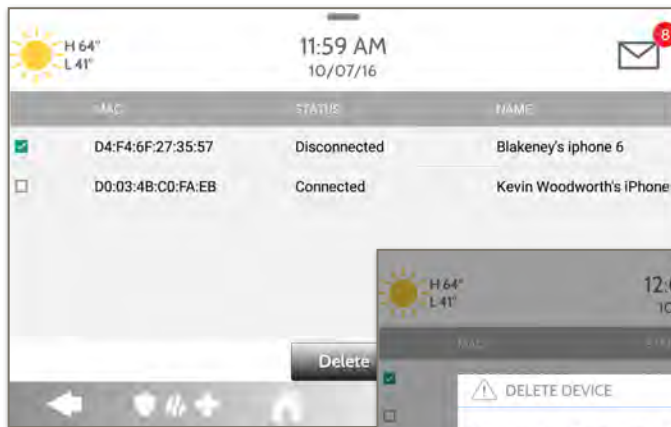 H 64°
L 41°
11:59 AM
10/07/16
8
MAC STATUS NAME
D4:F4:6F:27:35:57 Disconnected Blakeney's iphone 6
D0:03:4B:C0:FA:EB Connected Kevin Woodworth's iPhone
Delete
H 64°
L 41°
12:
10
MAC
DELETE DEVICE